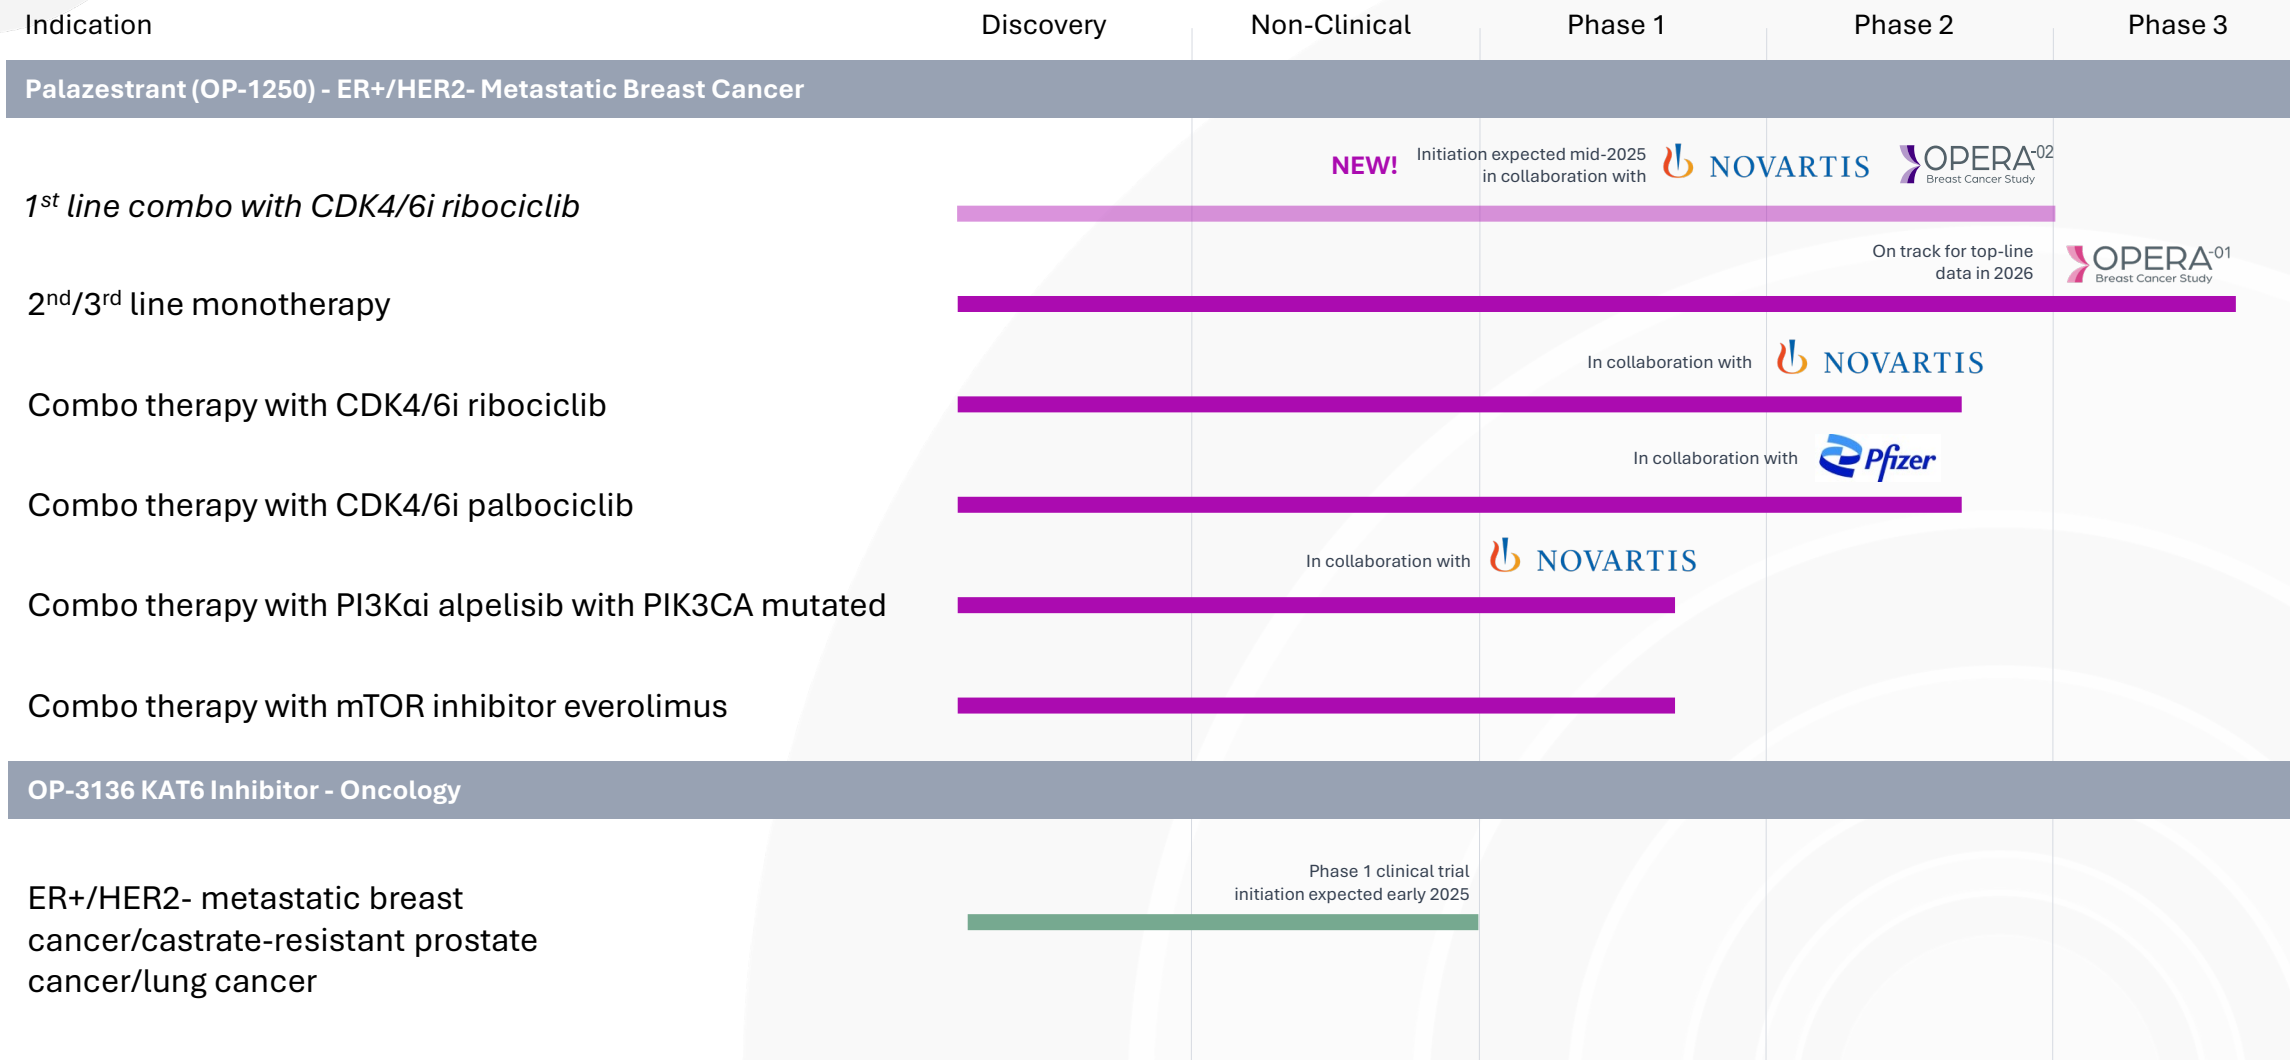 Indication Discovery Non-Clinical Phase 1 Phase 2 Phase 3
Palazestrant (OP-1250) - ER+/HER2- Metastatic Breast Cancer
NEW! Initiation expected mid-2025
in collaboration with
NOVARTIS
OPERA-02
Breast Cancer Study
1st line combo with CDK4/6i ribociclib
On track for top-line
data in 2026
OPERA-01
Breast Cancer Study
2nd/3rd line monotherapy
In collaboration with NOVARTIS
Combo therapy with CDK4/6i ribociclib
In collaboration with Pfizer
Combo therapy with CDK4/6i palbociclib
In collaboration with NOVARTIS
Combo therapy with PI3Kαi alpelisib with PIK3CA mutated
Combo therapy with mTOR inhibitor everolimus
OP-3136 KAT6 Inhibitor - Oncology
Phase 1 clinical trial
initiation expected early 2025
ER+/HER2- metastatic breast
cancer/castrate-resistant prostate
cancer/lung cancer